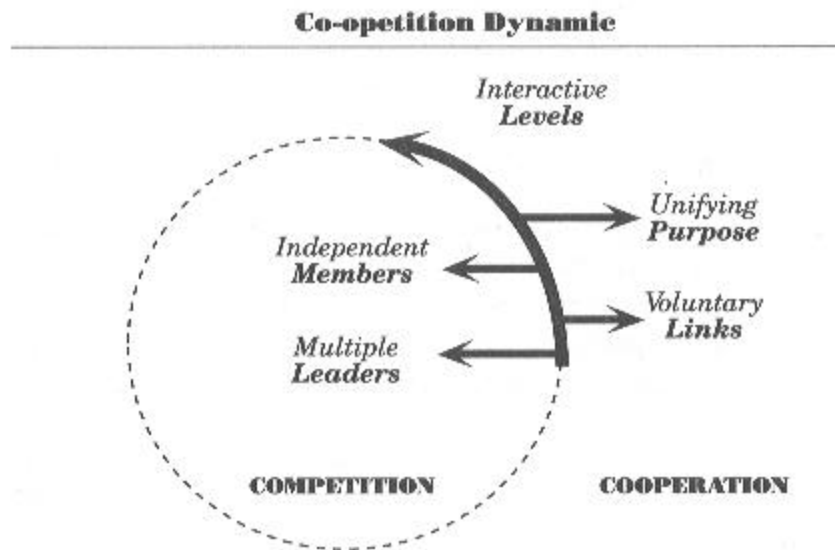 Co-opetition Dynamic
Interactive
Levels
Unifying
Purpose
Independent
Members
Voluntary
Links
Multiple
Leaders
COMPETITION
COOPERATION